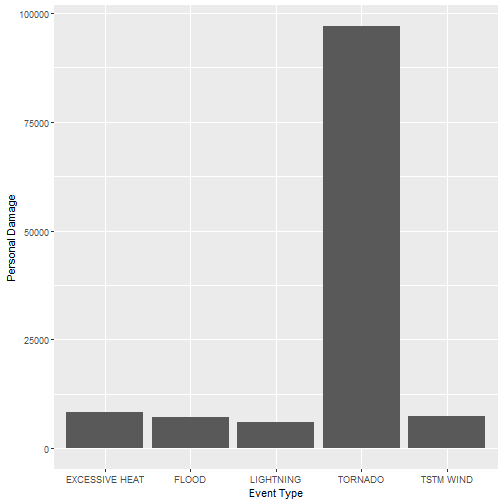 100000
75000
50000
25000
0
Personal Damage
EXCESSIVE HEAT
FLOOD
LIGHTNING
TORNADO
TSTM WIND
Event Type